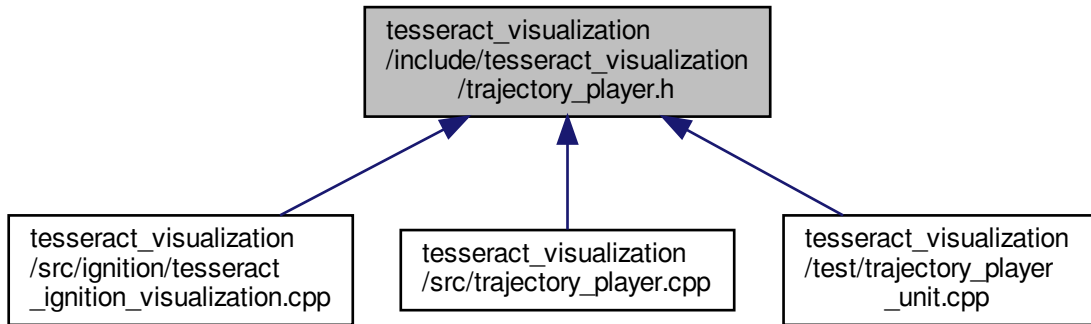 tesseract_visualization
/include/tesseract_visualization
/trajectory_player.h
tesseract_visualization
/src/ignition/tesseract
_ignition_visualization.cpp
tesseract_visualization
/src/trajectory_player.cpp
tesseract_visualization
/test/trajectory_player
_unit.cpp